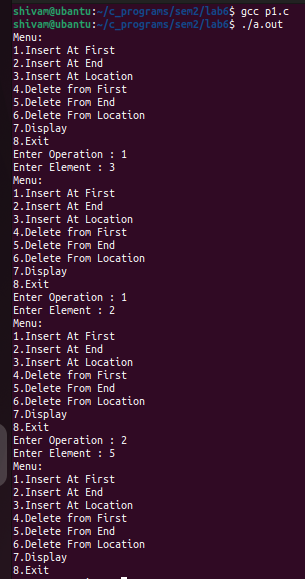 shivam@ubuntu:~/c_programs/sem2/lab6$ gcc p1.c
shivam@ubuntu:~/c_programs/sem2/lab6$ ./a.out
Menu:
1.Insert At First
2.Insert At End
3.Insert At Location
4.Delete from First
5.Delete From End
6.Delete From Location
7.Display
8.Exit
Enter Operation : 1
Enter Element : 3
Menu:
1.Insert At First
2.Insert At End
3.Insert At Location
4.Delete from First
5.Delete From End
6.Delete From Location
7.Display
8.Exit
Enter Operation : 1
Enter Element : 2
Menu:
1.Insert At First
2.Insert At End
3.Insert At Location
4.Delete from First
5.Delete From End
6.Delete From Location
7.Display
8.Exit
Enter Operation : 2
Enter Element : 5
Menu:
1.Insert At First
2.Insert At End
3.Insert At Location
4.Delete from First
5.Delete From End
6.Delete From Location
7.Display
8.Exit